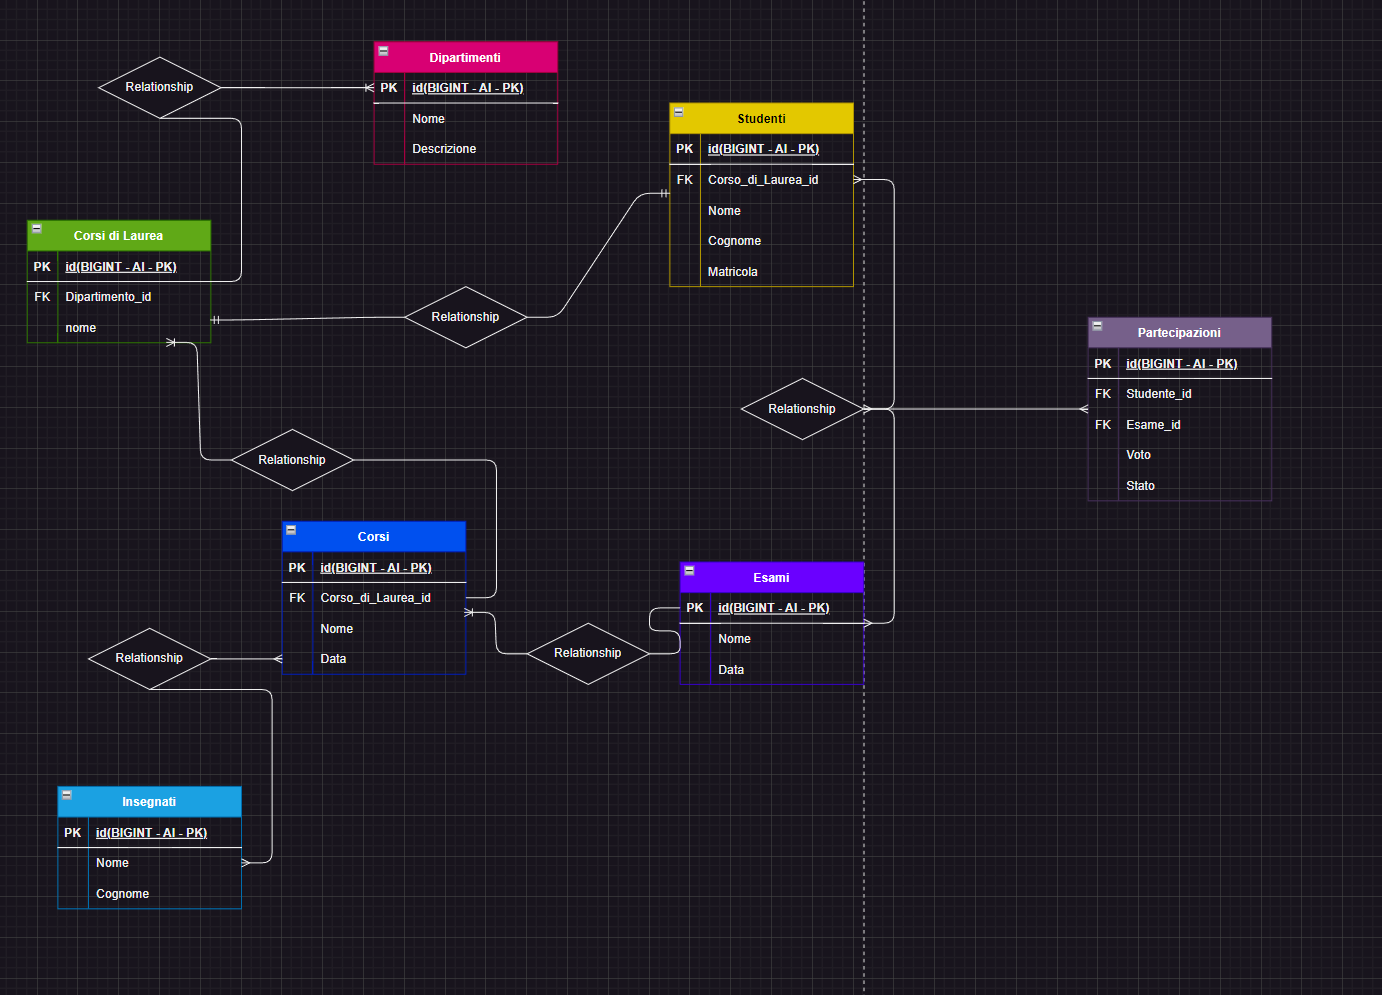 Dipartimenti
PK id(BIGINT - AI - PK)
Nome
Descrizione
Relationship
Studenti
PK id(BIGINT - AI - PK)
FK Corso_di_Laurea_id
Nome
Cognome
Matricola
Corsi di Laurea
PK id(BIGINT - AI - PK)
FK Dipartimento_id
nome
Relationship
Partecipazioni
PK id(BIGINT - AI - PK)
FK Studente_id
FK Esame_id
Voto
Stato
Relationship
Relationship
Corsi
PK id(BIGINT - AI - PK)
FK Corso_di_Laurea_id
Nome
Data
Esami
PK id(BIGINT - AI - PK)
Nome
Data
Relationship
Relationship
Insegnati
PK id(BIGINT - AI - PK)
Nome
Cognome